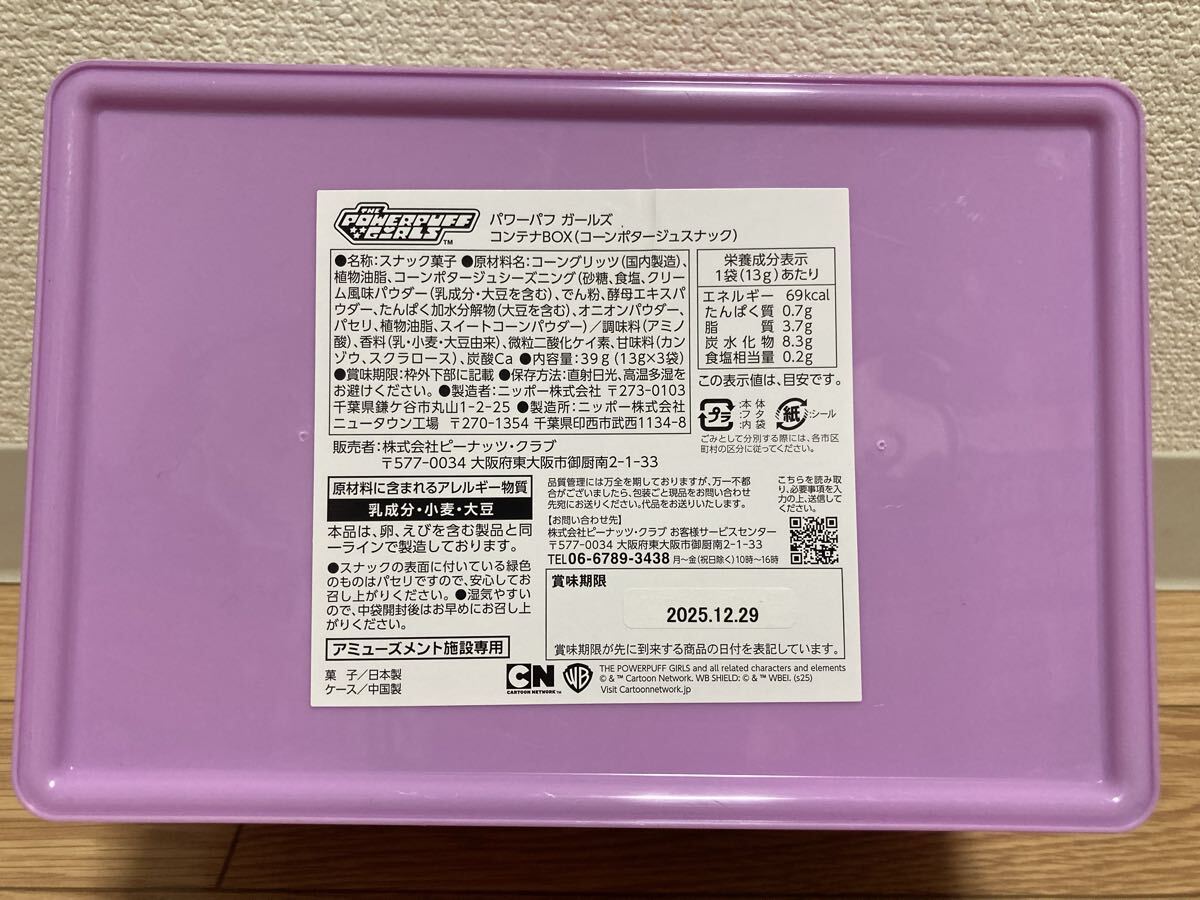 THE
POWERPUFF
GIRLS™
パワーパフ ガールズ
コンテナBOX(コーンポタージュスナック)
●名称:スナック菓子 ●原材料名:コーングリッツ(国内製造)、
植物油脂、コーンポタージュシーズニング(砂糖、食塩、クリー
ム風味パウダー(乳成分・大豆を含む)、でん粉、酵母エキスパ
ウダー、たんぱく加水分解物(大豆を含む)、オニオンパウダー、
パセリ、植物油脂、スイートコーンパウダー)／調味料(アミノ
酸)、香料(乳・小麦・大豆由来)、微粒二酸化ケイ素、甘味料(カン
ゾウ、スクラロース)、炭酸Ca ●内容量:39g(13g×3袋)
●賞味期限:枠外下部に記載 ●保存方法:直射日光、高温多湿を
お避けください。●製造者:ニッポー株式会社 〒273-0103
千葉県鎌ケ谷市丸山1-2-25 ●製造所:ニッポー株式会社
ニュータウン工場 〒270-1354 千葉県印西市武西1134-8
販売者:株式会社ピーナッツ・クラブ
〒577-0034 大阪府東大阪市御厨南2-1-33
栄養成分表示
1袋(13g)あたり
エネルギー 69kcal
たんぱく質 0.7g
脂質 3.7g
炭水化物 8.3g
食塩相当量 0.2g
この表示値は、目安です。
プラ
:本体
:フタ
:内袋
紙
:シール
ごみとして分別する際には、各市区
町村の区分に従ってください。
原材料に含まれるアレルギー物質
乳成分・小麦・大豆
本品は、卵、えびを含む製品と同
一ラインで製造しております。
●スナックの表面に付いている緑色
のものはパセリですので、安心してお
召し上がりください。●湿気やすい
ので、中袋開封後はお早めにお召し上
がりください。
アミューズメント施設専用
菓 子／日本製
ケース／中国製
品質管理には万全を期しておりますが、万一不都
合がございましたら、包装ごと現品をお問い合わせ
先宛にお送りください。代品をお送りいたします。
【お問い合わせ先】
株式会社ピーナッツ・クラブ お客様サービスセンター
〒577-0034 大阪府東大阪市御厨南2-1-33
TEL06-6789-3438 月〜金(祝日除く)10時〜16時
こちらを読み取
り、必要事項を入
力の上、送信して
ください。
賞味期限
2025.12.29
賞味期限が先に到来する商品の日付を表記しています。
CN
CARTOON NETWORK™
WB
THE POWERPUFF GIRLS and all related characters and elements
© & ™ Cartoon Network. WB SHIELD: © & ™ WBEI. (s25)
Visit Cartoonnetwork.jp